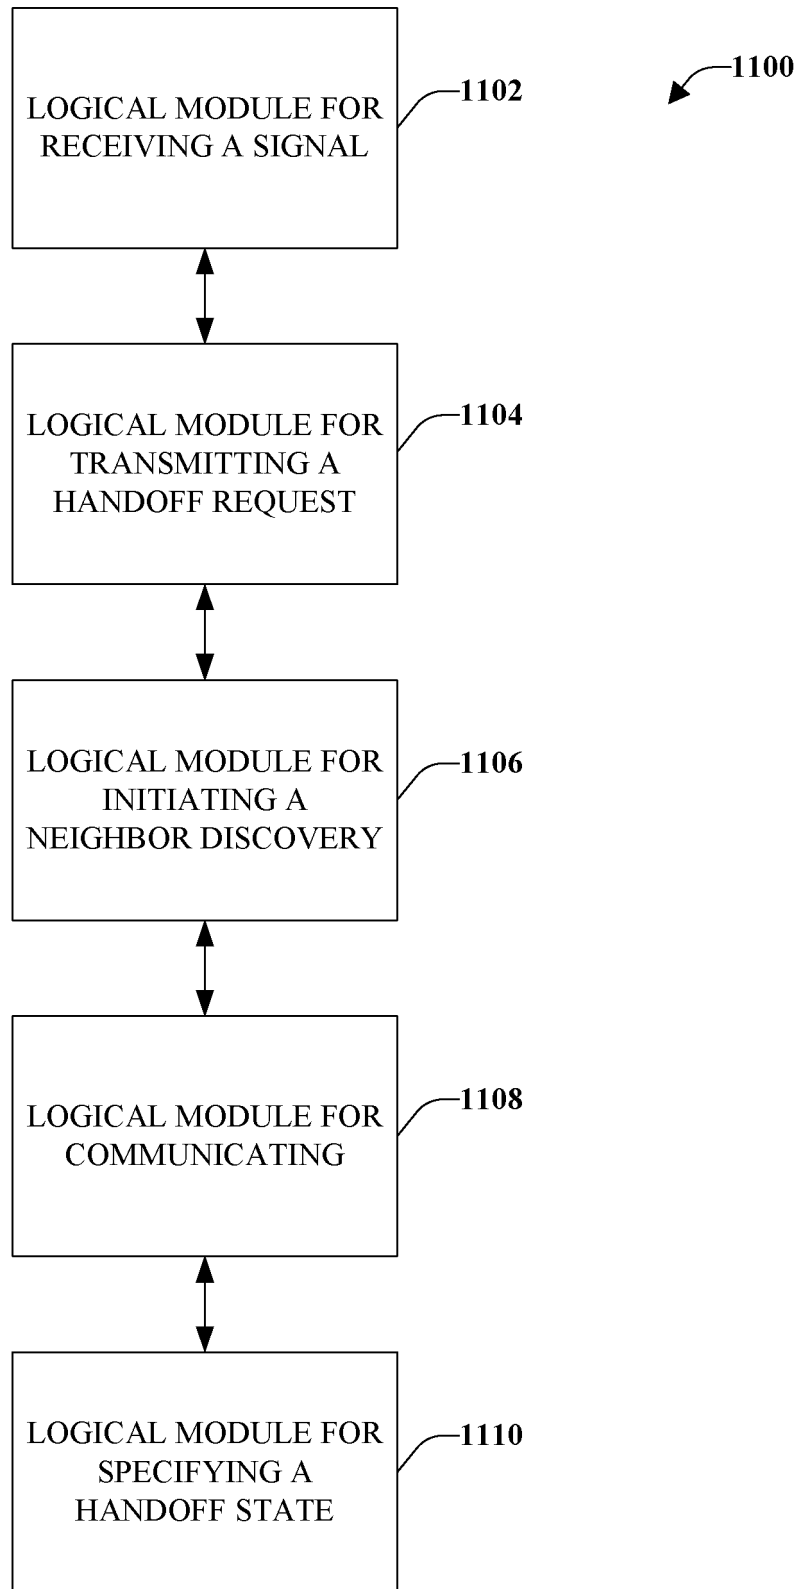 1100
LOGICAL MODULE FOR
RECEIVING A SIGNAL
1102
LOGICAL MODULE FOR
TRANSMITTING A
HANDOFF REQUEST
1104
LOGICAL MODULE FOR
INITIATING A
NEIGHBOR DISCOVERY
1106
LOGICAL MODULE FOR
COMMUNICATING
1108
LOGICAL MODULE FOR
SPECIFYING A
HANDOFF STATE
1110